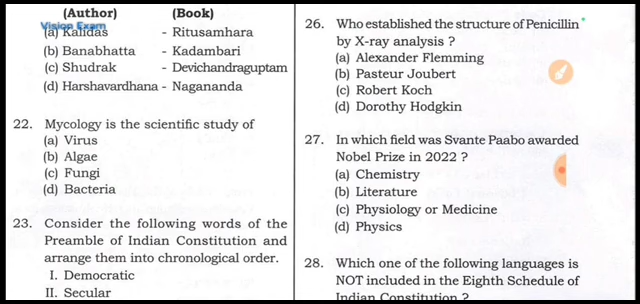 (Author) (Book)
Vision Exam
(a) Kalidas - Ritusamhara
(b) Banabhatta - Kadambari
(c) Shudrak - Devichandraguptam
(d) Harshavardhana - Nagananda
22. Mycology is the scientific study of
(a) Virus
(b) Algae
(c) Fungi
(d) Bacteria
23. Consider the following words of the
Preamble of Indian Constitution and
arrange them into chronological order.
I. Democratic
II. Secular
26. Who established the structure of Penicillin
by X-ray analysis ?
(a) Alexander Flemming
(b) Pasteur Joubert
(c) Robert Koch
(d) Dorothy Hodgkin
27. In which field was Svante Paabo awarded
Nobel Prize in 2022 ?
(a) Chemistry
(b) Literature
(c) Physiology or Medicine
(d) Physics
28. Which one of the following languages is
NOT included in the Eighth Schedule of
Indian Constitution ?